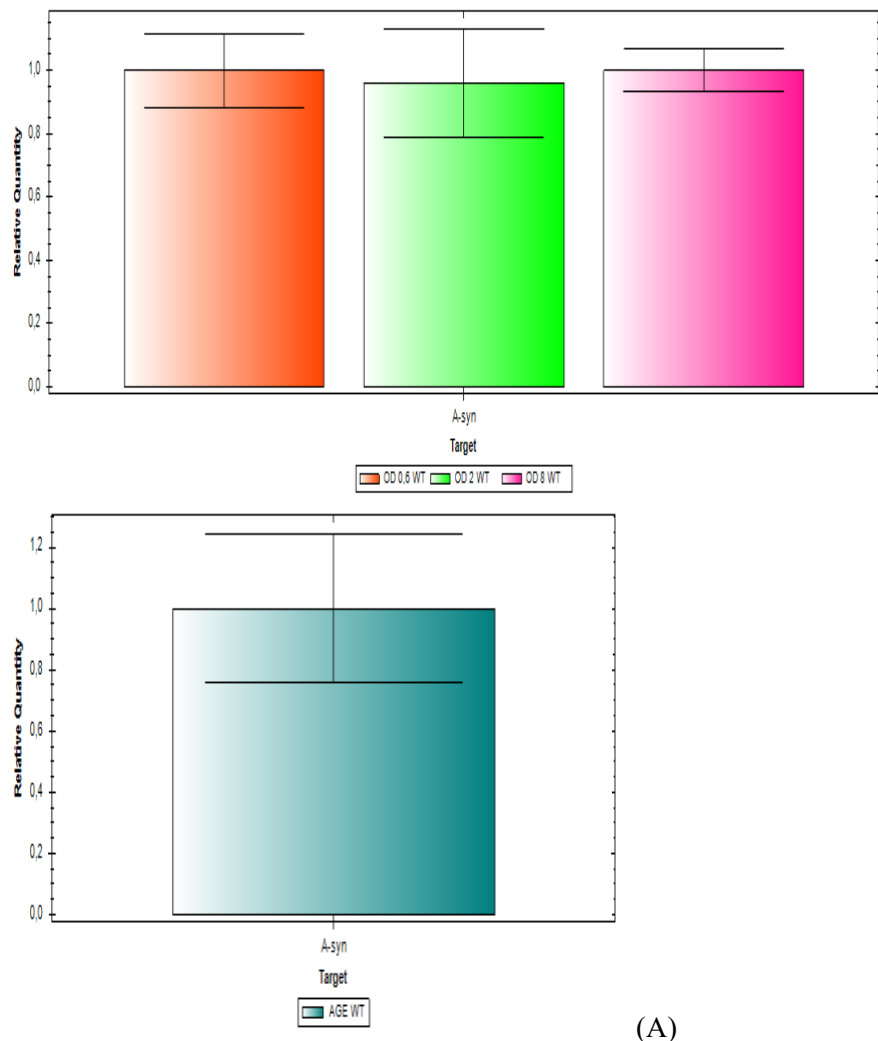 Relative Quantity
1,0
0,8
0,6
0,4
0,2
0,0
A-syn
Target
OD 0,6 WT OD 2 WT OD 8 WT
Relative Quantity
1,2
1,0
0,8
0,6
0,4
0,2
0,0
A-syn
Target
AGE WT
(A)